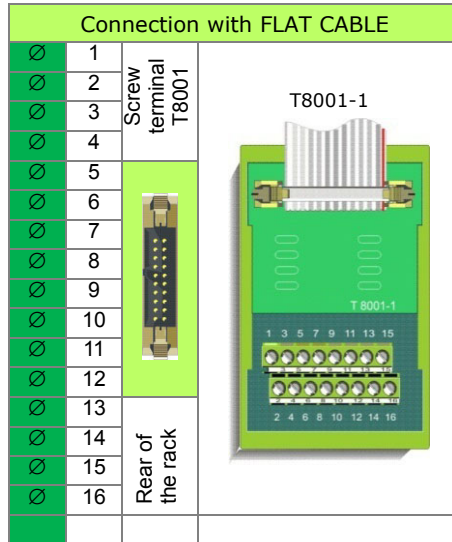 Connection with FLAT CABLE
∅ 1
∅ 2
∅ 3
∅ 4
∅ 5
∅ 6
∅ 7
∅ 8
∅ 9
∅ 10
∅ 11
∅ 12
∅ 13
∅ 14
∅ 15
∅ 16
Screw
terminal
T8001
Rear of
the rack
T8001-1
T 8001-1
1 3 5 7 9 11 13 15
2 4 6 8 10 12 14 16